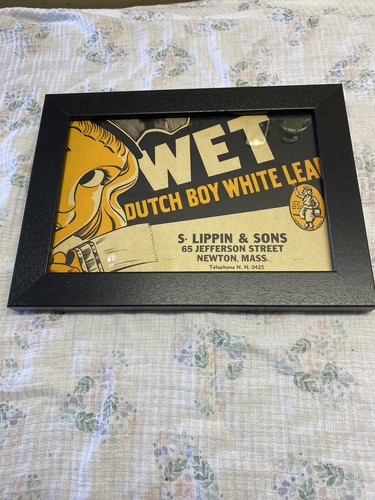 WET
DUTCH BOY WHITE LEA
S. LIPPIN & SONS
65 JEFFERSON STREET
NEWTON, MASS.
Telephone N. N. 0425